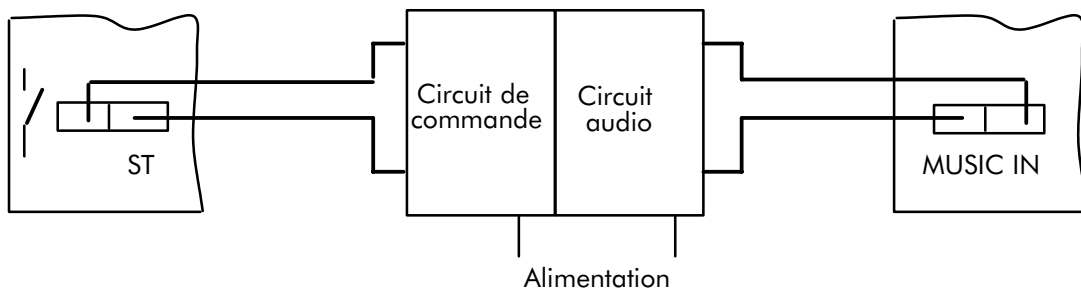 Circuit de
commande
Circuit
audio
ST
MUSIC IN
Alimentation